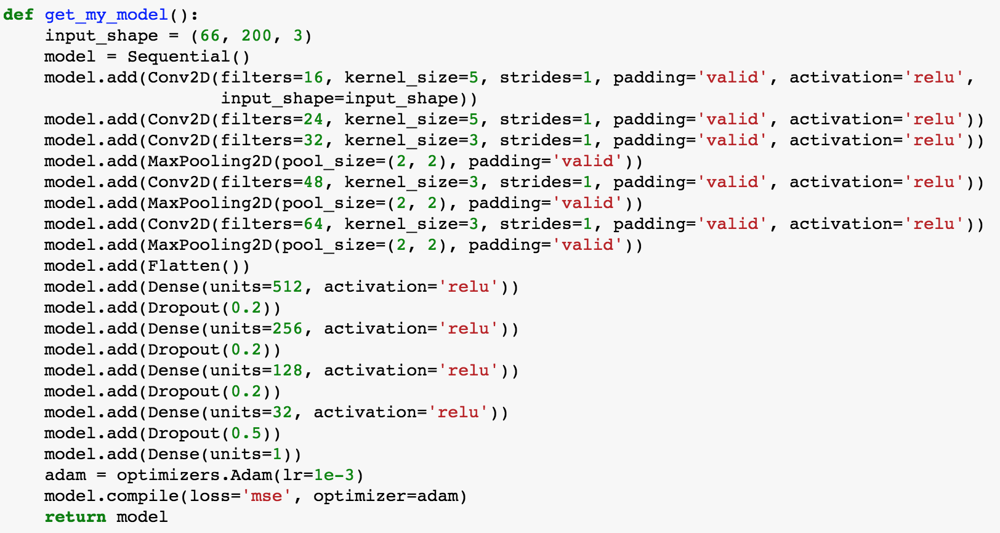 def get_my_model():
    input_shape = (66, 200, 3)
    model = Sequential()
    model.add(Conv2D(filters=16, kernel_size=5, strides=1, padding='valid', activation='relu',
                     input_shape=input_shape))
    model.add(Conv2D(filters=24, kernel_size=5, strides=1, padding='valid', activation='relu'))
    model.add(Conv2D(filters=32, kernel_size=3, strides=1, padding='valid', activation='relu'))
    model.add(MaxPooling2D(pool_size=(2, 2), padding='valid'))
    model.add(Conv2D(filters=48, kernel_size=3, strides=1, padding='valid', activation='relu'))
    model.add(MaxPooling2D(pool_size=(2, 2), padding='valid'))
    model.add(Conv2D(filters=64, kernel_size=3, strides=1, padding='valid', activation='relu'))
    model.add(MaxPooling2D(pool_size=(2, 2), padding='valid'))
    model.add(Flatten())
    model.add(Dense(units=512, activation='relu'))
    model.add(Dropout(0.2))
    model.add(Dense(units=256, activation='relu'))
    model.add(Dropout(0.2))
    model.add(Dense(units=128, activation='relu'))
    model.add(Dropout(0.2))
    model.add(Dense(units=32, activation='relu'))
    model.add(Dropout(0.5))
    model.add(Dense(units=1))
    adam = optimizers.Adam(lr=1e-3)
    model.compile(loss='mse', optimizer=adam)
    return model